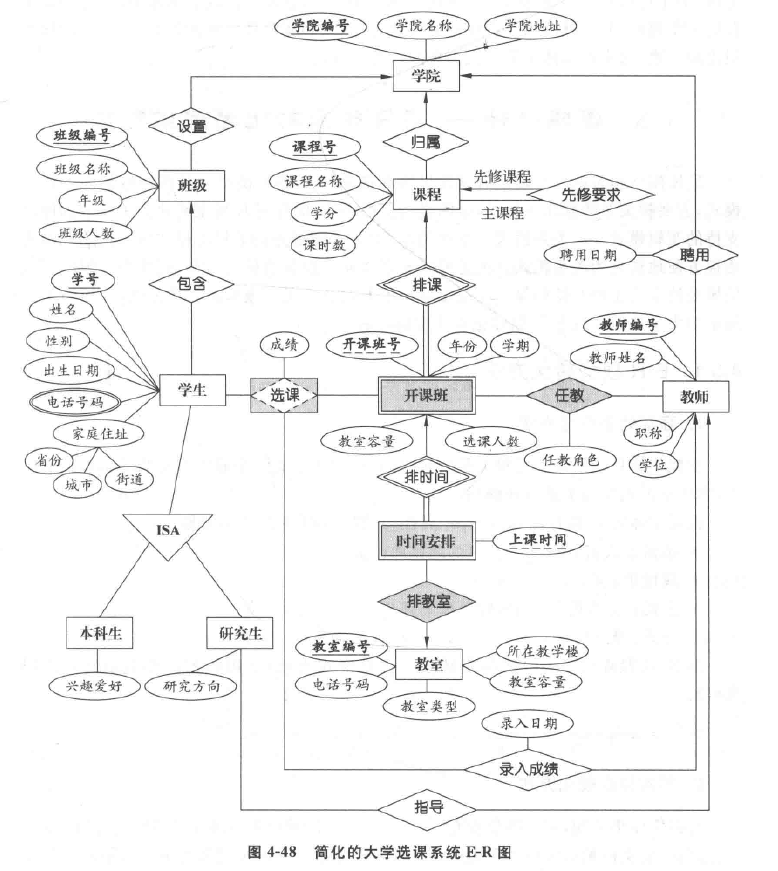 学院编号 学院名称 学院地址
学院
设置 归属
班级编号
班级名称
年级
班级人数
班级
课程号
课程名称
学分
课时数
课程
先修课程
主课程
先修要求
聘用日期 聘用
包含 排课
学号
姓名
性别
出生日期
电话号码
家庭住址
省份
城市
街道
学生
成绩
选课
开课班号 年份 学期
开课班
教室容量 选课人数
任教
任教角色
教师编号
教师姓名
教师
职称
学位
排时间
时间安排 上课时间
排教室
ISA
本科生 研究生
兴趣爱好 研究方向
教室编号
电话号码
教室类型
教室
所在教学楼
教室容量
录入日期
录入成绩
指导
图 4-48 简化的大学选课系统 E-R 图